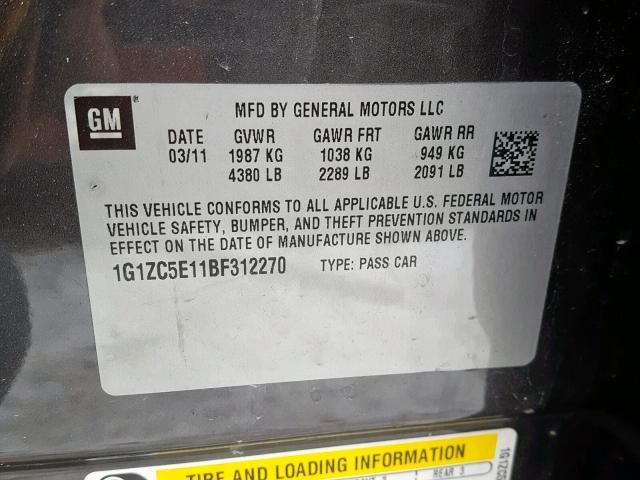 GM
MFD BY GENERAL MOTORS LLC
DATE GVWR GAWR FRT GAWR RR
03/11 1987 KG 1038 KG 949 KG
4380 LB 2289 LB 2091 LB
THIS VEHICLE CONFORMS TO ALL APPLICABLE U.S. FEDERAL MOTOR
VEHICLE SAFETY, BUMPER, AND THEFT PREVENTION STANDARDS IN
EFFECT ON THE DATE OF MANUFACTURE SHOWN ABOVE.
1G1ZC5E11BF312270 TYPE: PASS CAR
TIRE AND LOADING INFORMATION
REAR 3
1G1ZC5